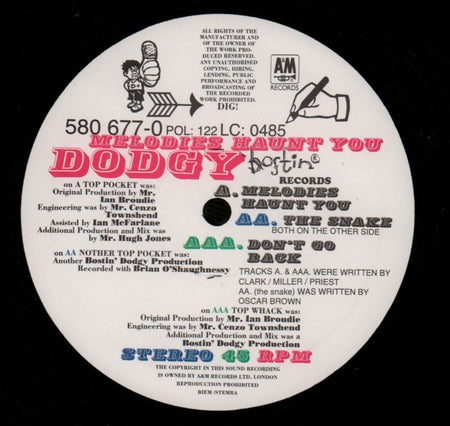 ALL RIGHTS OF THE
MANUFACTURER AND
OF THE OWNER OF
THE WORK PRO-
DUCED RESERVED.
ANY UNAUTHORISED
COPYING, HIRING,
LENDING, PUBLIC
PERFORMANCE AND
BROADCASTING OF
THE RECORDED
WORK PROHIBITED.
DIG!
A&M
RECORDS
580 677-0 POL: 122 LC: 0485
MELODIES HAUNT YOU
DODGY
bostin
RECORDS
on A TOP POCKET was:
Original Production by Mr.
Ian Broudie
Engineering was by Mr. Cenzo
Townshend
Assisted by Ian McFarlane
Additional Production and Mix was
by Mr. Hugh Jones
on AA NOTHER TOP POCKET was:
Another Bostin' Dodgy Production
Recorded with Brian O'Shaughnessy
A. MELODIES
HAUNT YOU
AA. THE SNAKE
BOTH ON THE OTHER SIDE
AAA. DON'T GO
BACK
TRACKS A. & AAA. WERE WRITTEN BY
CLARK / MILLER / PRIEST
AA. (the snake) WAS WRITTEN BY
OSCAR BROWN
on AAA TOP WHACK was:
Original Production by Mr. Ian Broudie
Engineering was by Mr. Cenzo Townshend
Additional Production and Mix was a
Bostin' Dodgy Production
STEREO 45 RPM
THE COPYRIGHT IN THIS SOUND RECORDING
IS OWNED BY A&M RECORDS LTD, LONDON
REPRODUCTION PROHIBITED
BIEM /STEMRA